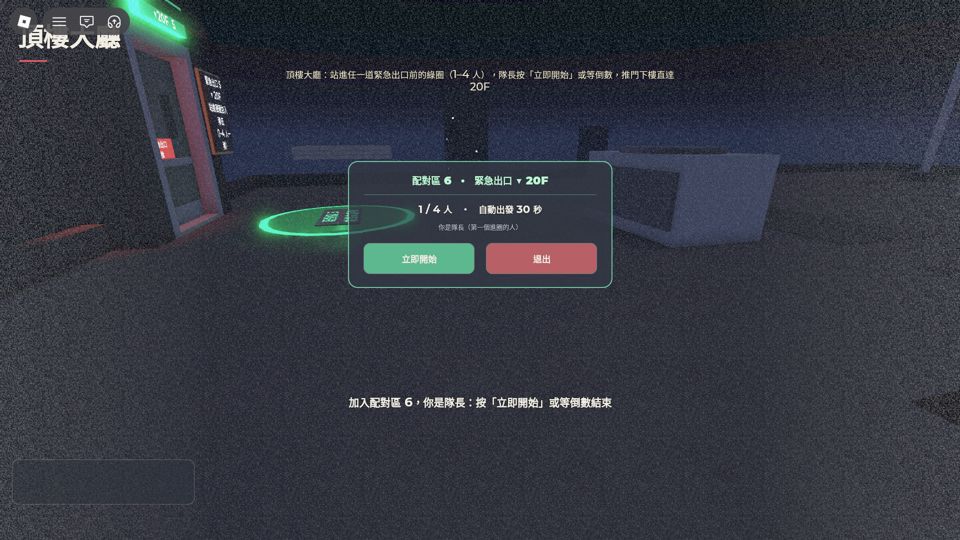 頂樓大廳
頂樓大廳：站進任一道緊急出口前的綠圈（1–4 人），隊長按「立即開始」或等倒數，推門下樓直達
20F
配對區 6 • 緊急出口 ▼ 20F
1 / 4 人 • 自動出發 30 秒
你是隊長（第一個進圈的人）
立即開始
退出
加入配對區 6，你是隊長：按「立即開始」或等倒數結束